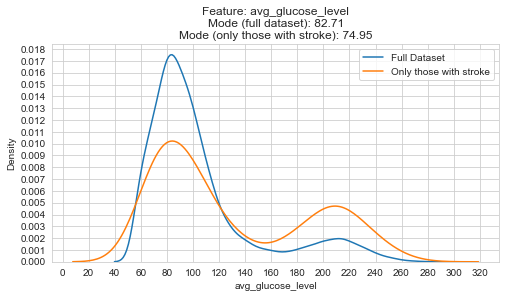 Feature: avg_glucose_level
Mode (full dataset): 82.71
Mode (only those with stroke): 74.95
Full Dataset
Only those with stroke
0.018
0.017
0.016
0.015
0.014
0.013
0.012
0.011
0.010
0.009
0.008
0.007
0.006
0.005
0.004
0.003
0.002
0.001
0.000
Density
0 20 40 60 80 100 120 140 160 180 200 220 240 260 280 300 320
avg_glucose_level